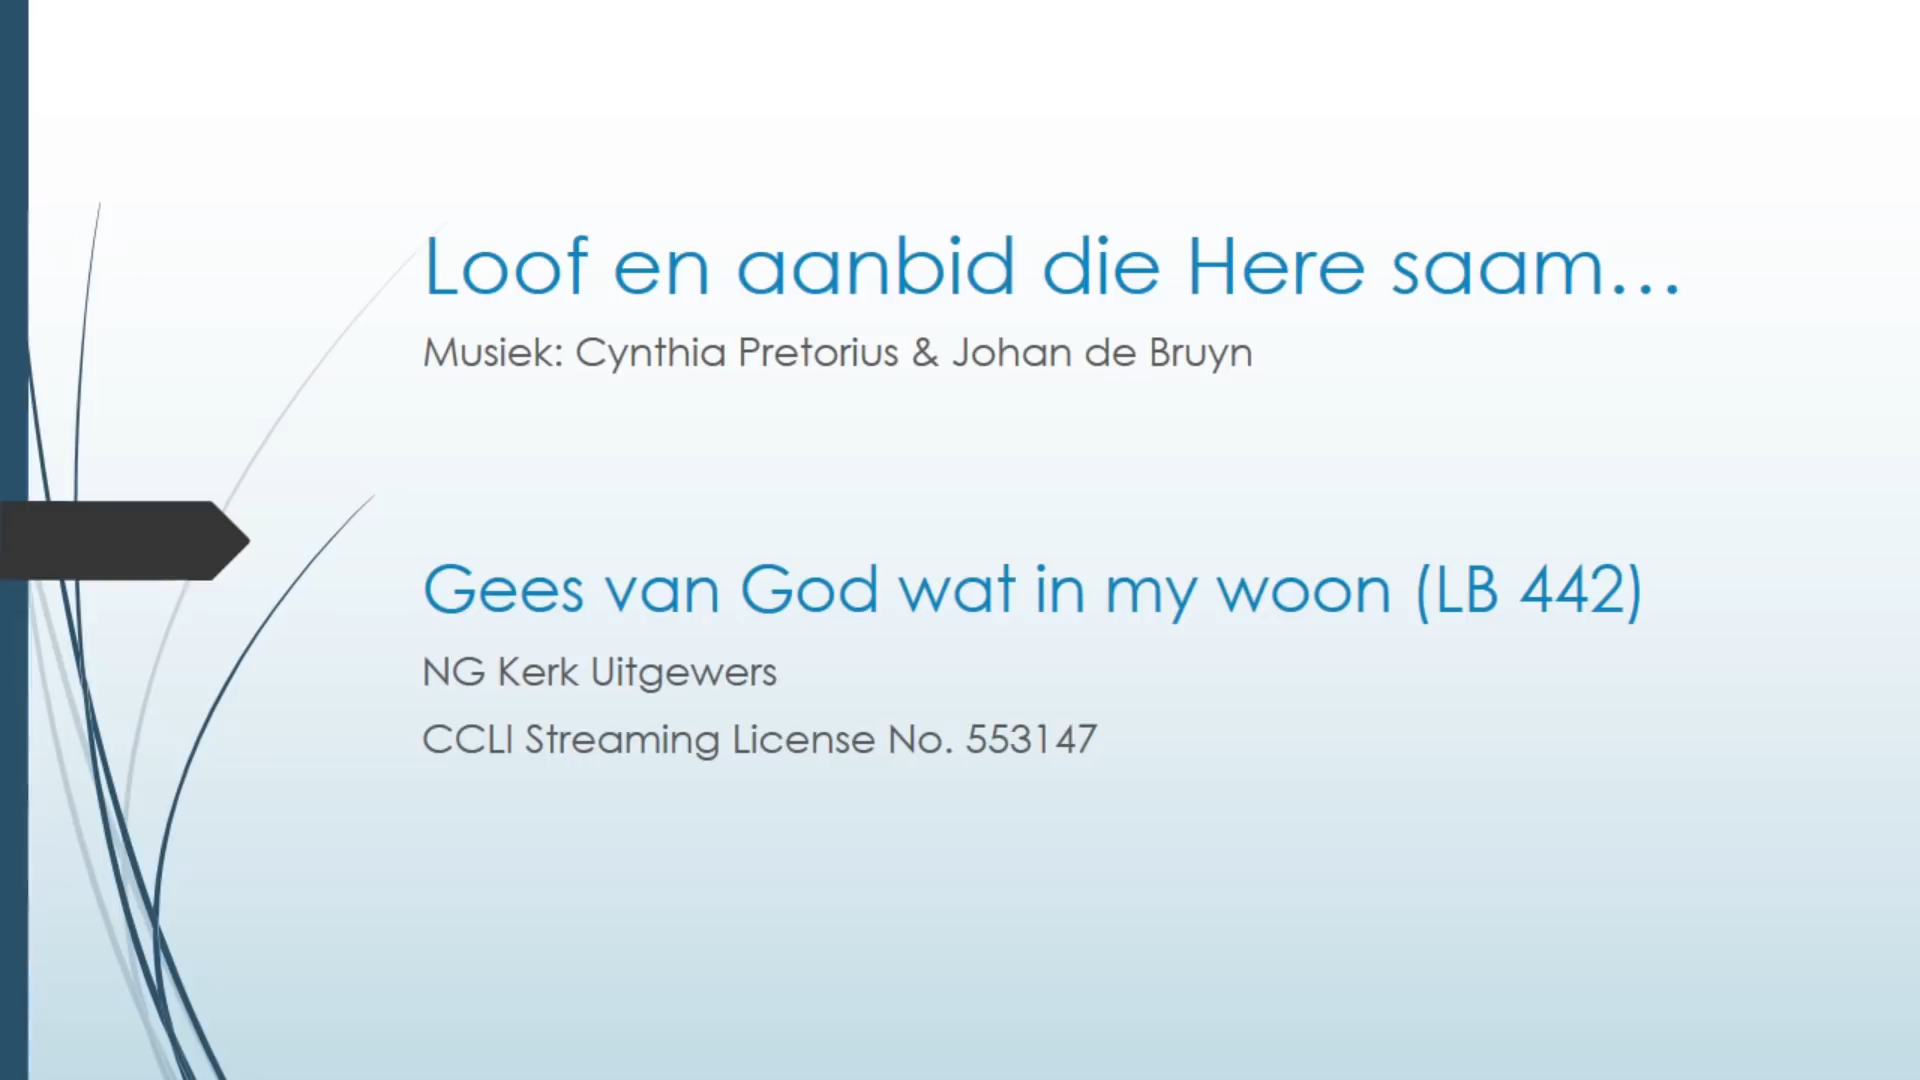 Loof en aanbid die Here saam...
Musiek: Cynthia Pretorius & Johan de Bruyn
Gees van God wat in my woon (LB 442)
NG Kerk Uitgewers
CCLI Streaming License No. 553147